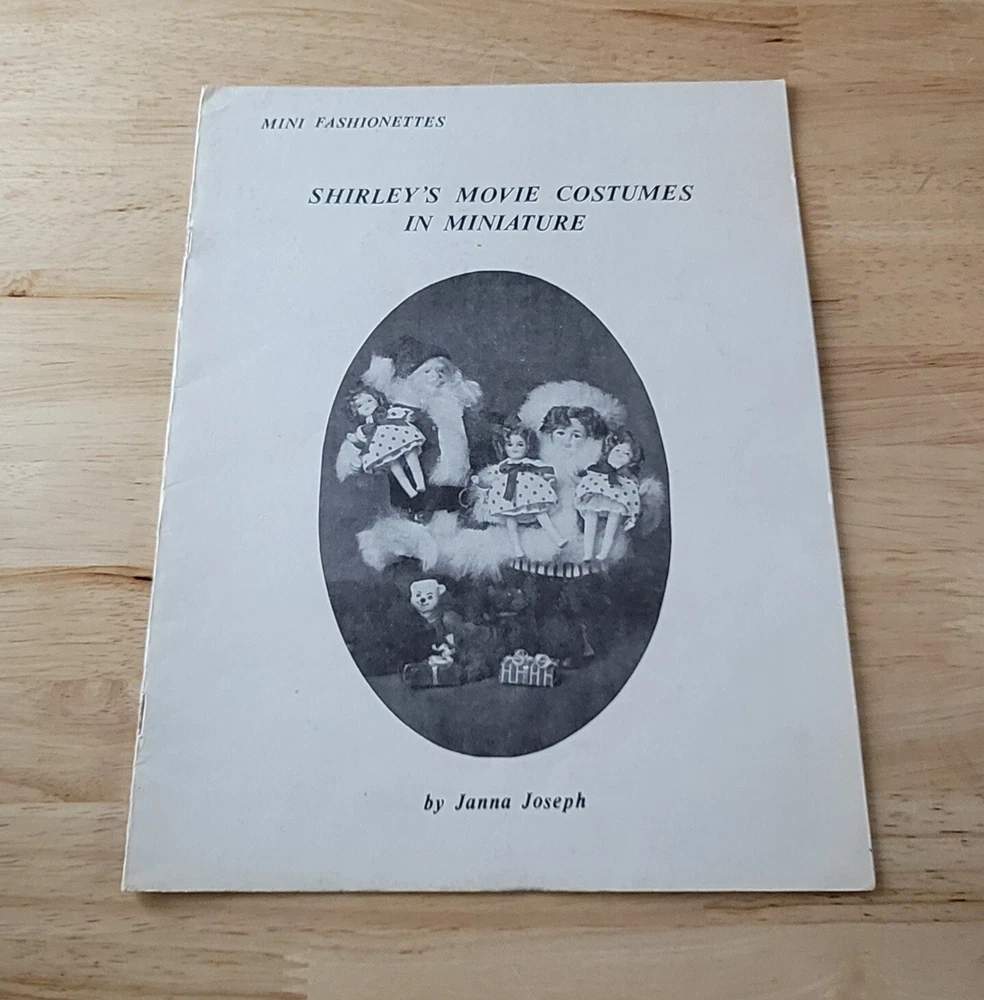 MINI FASHIONETTES
SHIRLEY'S MOVIE COSTUMES
IN MINIATURE
by Janna Joseph